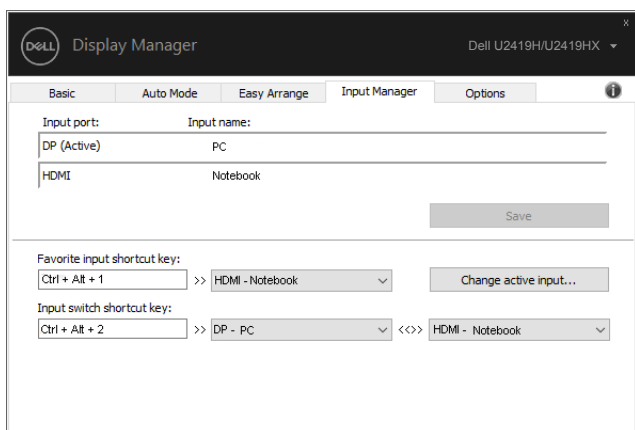 x
DELL Display Manager Dell U2419H/U2419HX
Basic Auto Mode Easy Arrange Input Manager Options i
Input port: Input name:
DP (Active) PC
HDMI Notebook
Save
Favorite input shortcut key:
Ctrl + Alt + 1 >> HDMI - Notebook Change active input...
Input switch shortcut key:
Ctrl + Alt + 2 >> DP - PC <<>> HDMI - Notebook